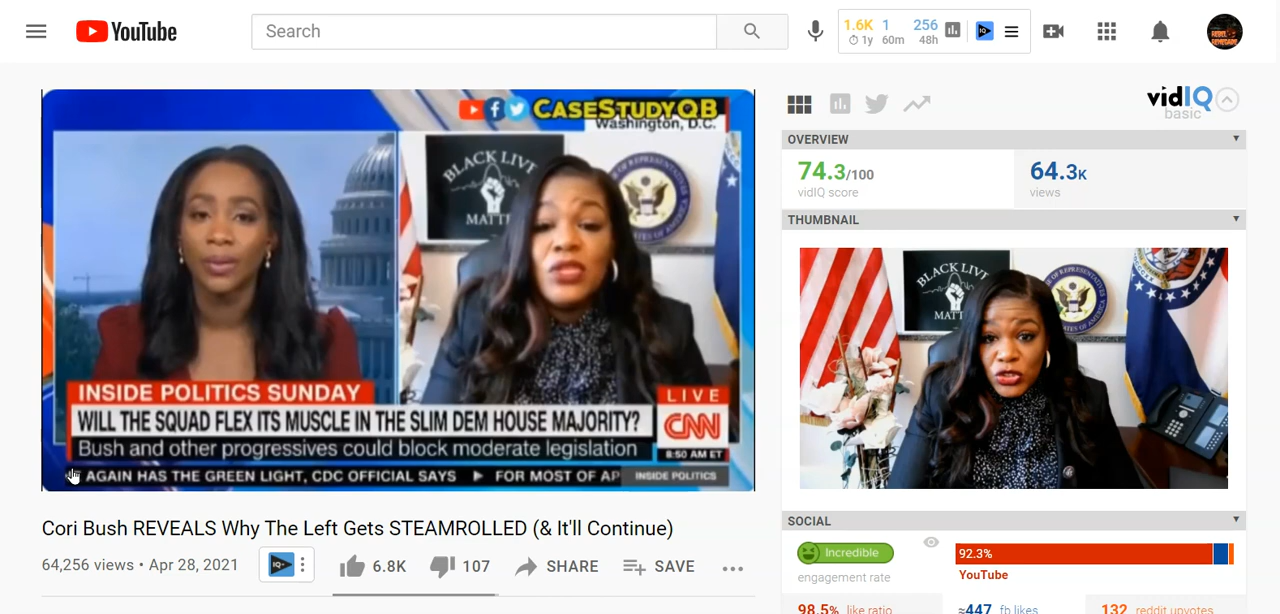 YouTube
Search
1.6K 1 256
1y 60m 48h
CASESTUDYQB
Washington, D.C.
BLACK LIV
MATT
INSIDE POLITICS SUNDAY
WILL THE SQUAD FLEX ITS MUSCLE IN THE SLIM DEM HOUSE MAJORITY?
Bush and other progressives could block moderate legislation
LIVE
CNN
8:50 AM ET
AGAIN HAS THE GREEN LIGHT, CDC OFFICIAL SAYS ► FOR MOST OF AP
INSIDE POLITICS
Cori Bush REVEALS Why The Left Gets STEAMROLLED (& It'll Continue)
64,256 views • Apr 28, 2021
6.8K
107
SHARE
SAVE
vidIQ
basic
OVERVIEW
74.3/100
vidIQ score
64.3K
views
THUMBNAIL
BLACK LIV
MATT
SOCIAL
Incredible
engagement rate
92.3%
YouTube
98.5% like ratio
≈447 fb likes
132 reddit upvotes